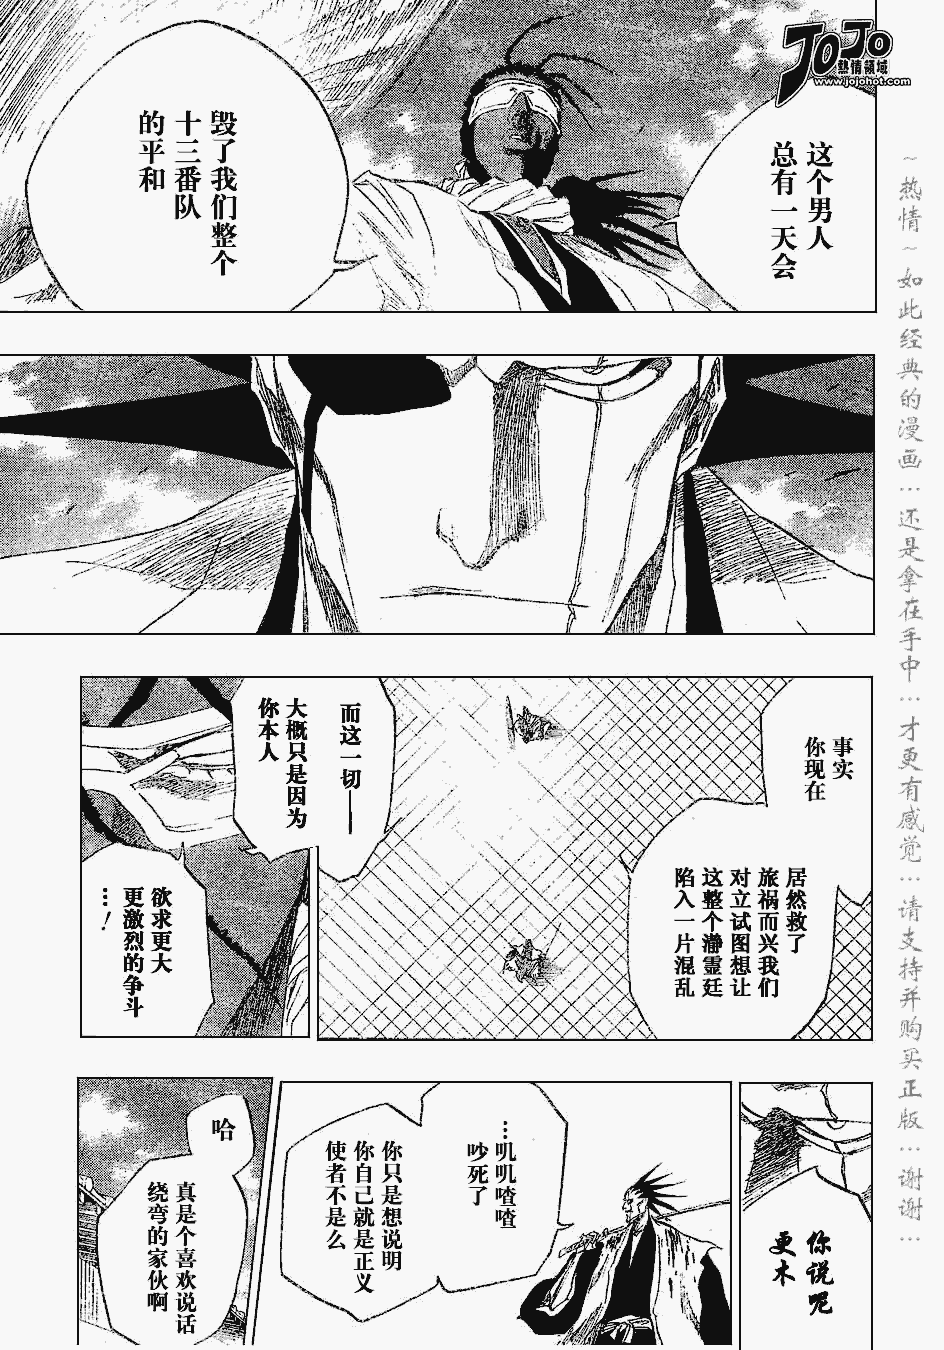 JOJO
熱情領域
www.jojohot.com
这个男人
总有一天会
毁了我们整个
十三番队
的平和
事实
你现在
居然救了
旅祸而兴我们
对立试图想让
这整个瀞霊廷
陷入一片混乱
而这一切——
大概只是因为
你本人
欲求更大
更激烈的争斗
…!
你说呢
更木
…叽叽喳喳
吵死了
你只是想说明
你自己就是正义
使者不是么
哈
真是个喜欢说话
绕弯的家伙啊
~热情~如此经典的漫画…还是拿在手中…才更有感觉…请支持并购买正版…谢谢…